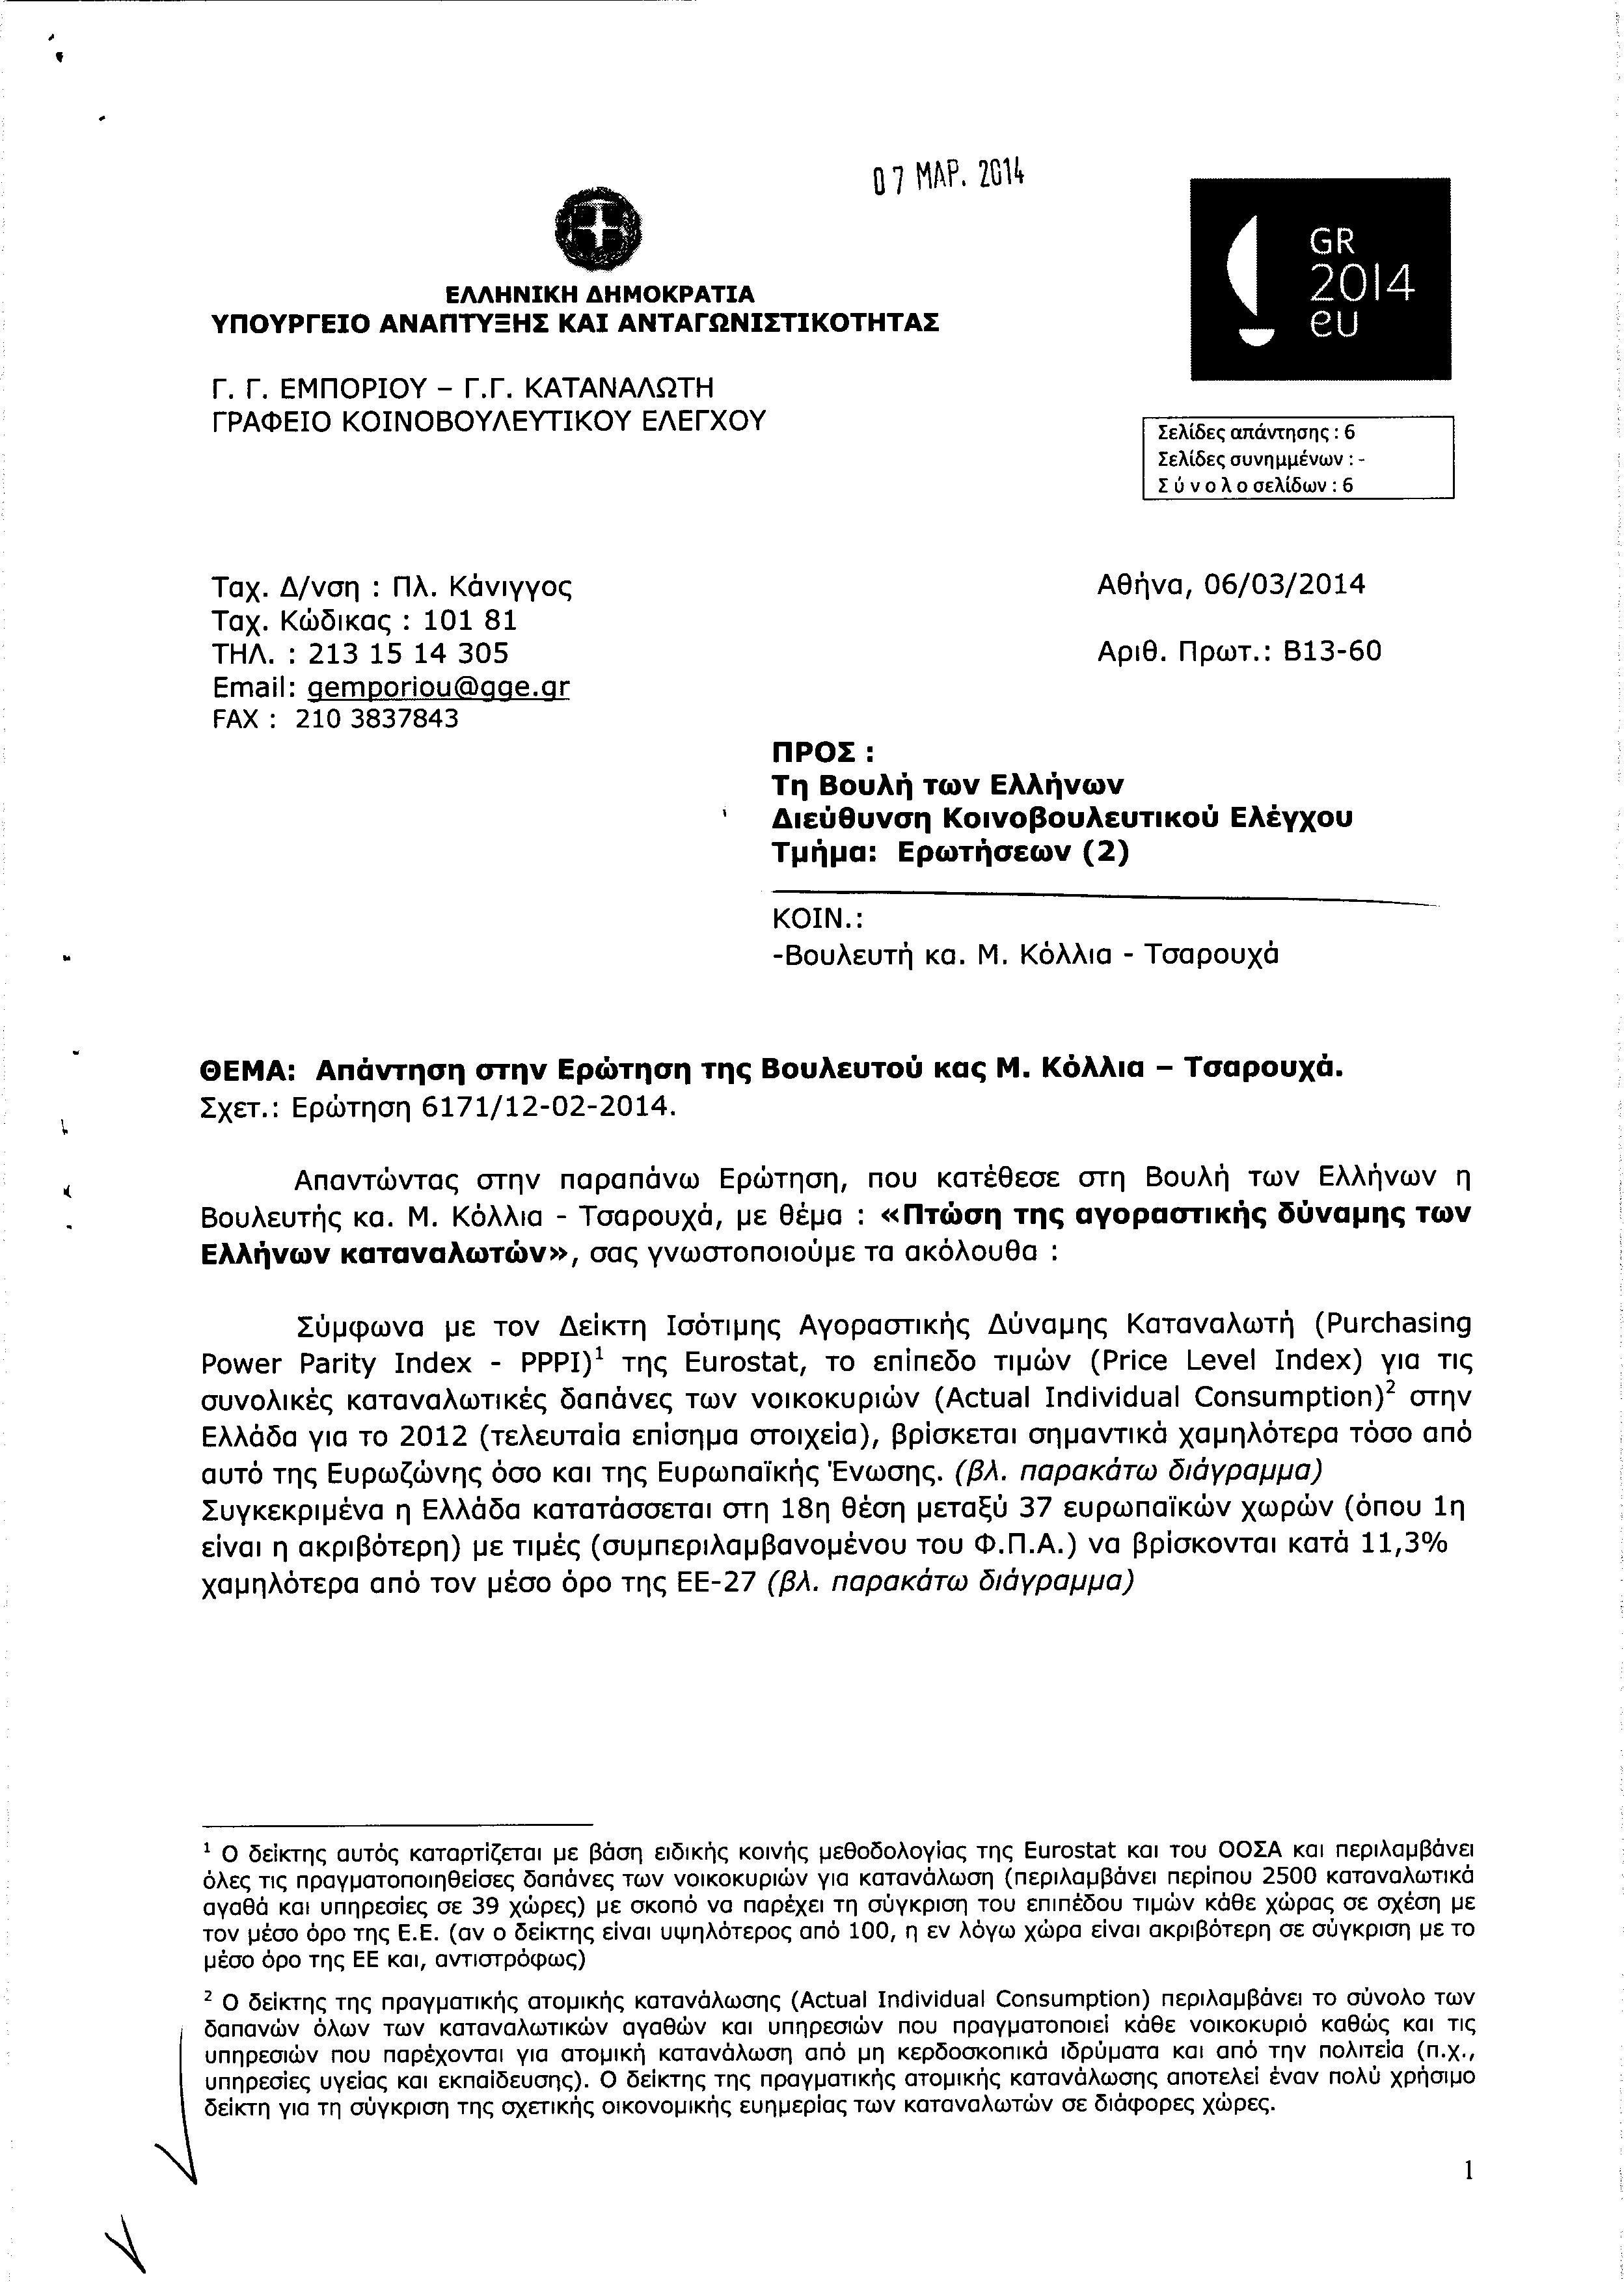 07 ΜΑΡ. 2014
GR
2014
eu
ΕΛΛΗΝΙΚΗ ΔΗΜΟΚΡΑΤΙΑ
ΥΠΟΥΡΓΕΙΟ ΑΝΑΠΤΥΞΗΣ ΚΑΙ ΑΝΤΑΓΩΝΙΣΤΙΚΟΤΗΤΑΣ
Γ. Γ. ΕΜΠΟΡΙΟΥ – Γ.Γ. ΚΑΤΑΝΑΛΩΤΗ
ΓΡΑΦΕΙΟ ΚΟΙΝΟΒΟΥΛΕΥΤΙΚΟΥ ΕΛΕΓΧΟΥ
Σελίδες απάντησης : 6
Σελίδες συνημμένων : -
Σ ύ ν ο λ ο σελίδων : 6
Ταχ. Δ/νση : Πλ. Κάνιγγος
Ταχ. Κώδικας : 101 81
ΤΗΛ. : 213 15 14 305
Email: gemporiou@gge.gr
FAX : 210 3837843
Αθήνα, 06/03/2014
Αριθ. Πρωτ.: Β13-60
ΠΡΟΣ :
Τη Βουλή των Ελλήνων
Διεύθυνση Κοινοβουλευτικού Ελέγχου
Τμήμα: Ερωτήσεων (2)
ΚΟΙΝ.:
-Βουλευτή κα. Μ. Κόλλια - Τσαρουχά
ΘΕΜΑ: Απάντηση στην Ερώτηση της Βουλευτού κας Μ. Κόλλια – Τσαρουχά.
Σχετ.: Ερώτηση 6171/12-02-2014.
Απαντώντας στην παραπάνω Ερώτηση, που κατέθεσε στη Βουλή των Ελλήνων η
Βουλευτής κα. Μ. Κόλλια - Τσαρουχά, με θέμα : «Πτώση της αγοραστικής δύναμης των
Ελλήνων καταναλωτών», σας γνωστοποιούμε τα ακόλουθα :
Σύμφωνα με τον Δείκτη Ισότιμης Αγοραστικής Δύναμης Καταναλωτή (Purchasing
Power Parity Index - PPPI)¹ της Eurostat, το επίπεδο τιμών (Price Level Index) για τις
συνολικές καταναλωτικές δαπάνες των νοικοκυριών (Actual Individual Consumption)² στην
Ελλάδα για το 2012 (τελευταία επίσημα στοιχεία), βρίσκεται σημαντικά χαμηλότερα τόσο από
αυτό της Ευρωζώνης όσο και της Ευρωπαϊκής Ένωσης. (βλ. παρακάτω διάγραμμα)
Συγκεκριμένα η Ελλάδα κατατάσσεται στη 18η θέση μεταξύ 37 ευρωπαϊκών χωρών (όπου 1η
είναι η ακριβότερη) με τιμές (συμπεριλαμβανομένου του Φ.Π.Α.) να βρίσκονται κατά 11,3%
χαμηλότερα από τον μέσο όρο της ΕΕ-27 (βλ. παρακάτω διάγραμμα)
¹ Ο δείκτης αυτός καταρτίζεται με βάση ειδικής κοινής μεθοδολογίας της Eurostat και του ΟΟΣΑ και περιλαμβάνει
όλες τις πραγματοποιηθείσες δαπάνες των νοικοκυριών για κατανάλωση (περιλαμβάνει περίπου 2500 καταναλωτικά
αγαθά και υπηρεσίες σε 39 χώρες) με σκοπό να παρέχει τη σύγκριση του επιπέδου τιμών κάθε χώρας σε σχέση με
τον μέσο όρο της Ε.Ε. (αν ο δείκτης είναι υψηλότερος από 100, η εν λόγω χώρα είναι ακριβότερη σε σύγκριση με το
μέσο όρο της ΕΕ και, αντιστρόφως)
² Ο δείκτης της πραγματικής ατομικής κατανάλωσης (Actual Individual Consumption) περιλαμβάνει το σύνολο των
δαπανών όλων των καταναλωτικών αγαθών και υπηρεσιών που πραγματοποιεί κάθε νοικοκυριό καθώς και τις
υπηρεσιών που παρέχονται για ατομική κατανάλωση από μη κερδοσκοπικά ιδρύματα και από την πολιτεία (π.χ.,
υπηρεσίες υγείας και εκπαίδευσης). Ο δείκτης της πραγματικής ατομικής κατανάλωσης αποτελεί έναν πολύ χρήσιμο
δείκτη για τη σύγκριση της σχετικής οικονομικής ευημερίας των καταναλωτών σε διάφορες χώρες.
1